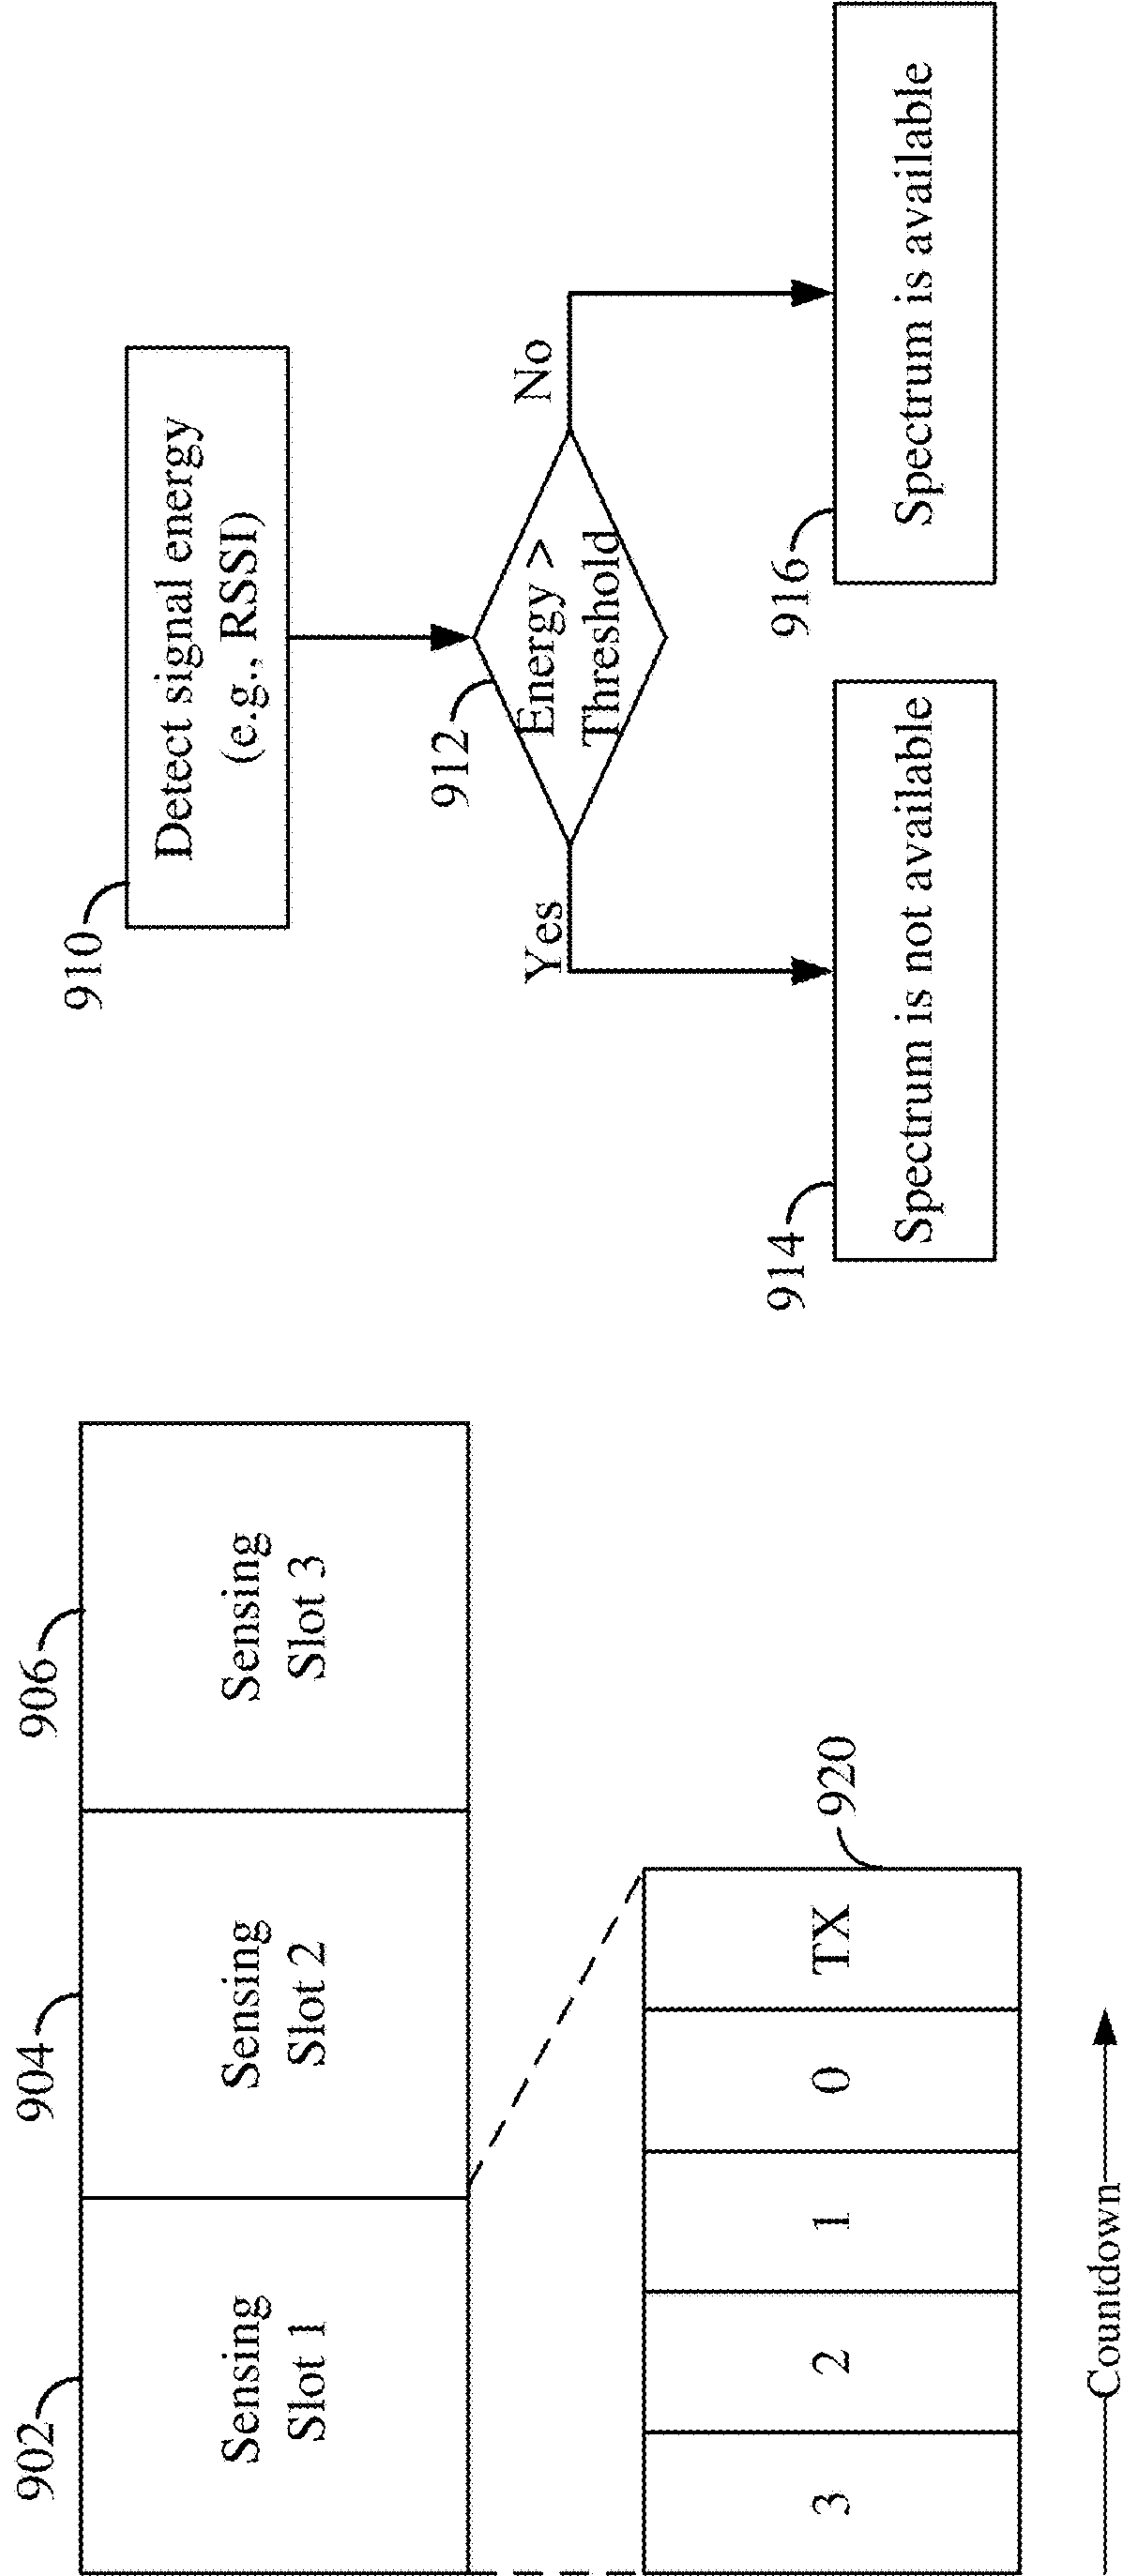 902
904
906
Sensing
Slot 1
Sensing
Slot 2
Sensing
Slot 3
3
2
1
0
TX
920
Countdown
910
Detect signal energy
(e.g., RSSI)
912
Energy >
Threshold
Yes
No
914
Spectrum is not available
916
Spectrum is available